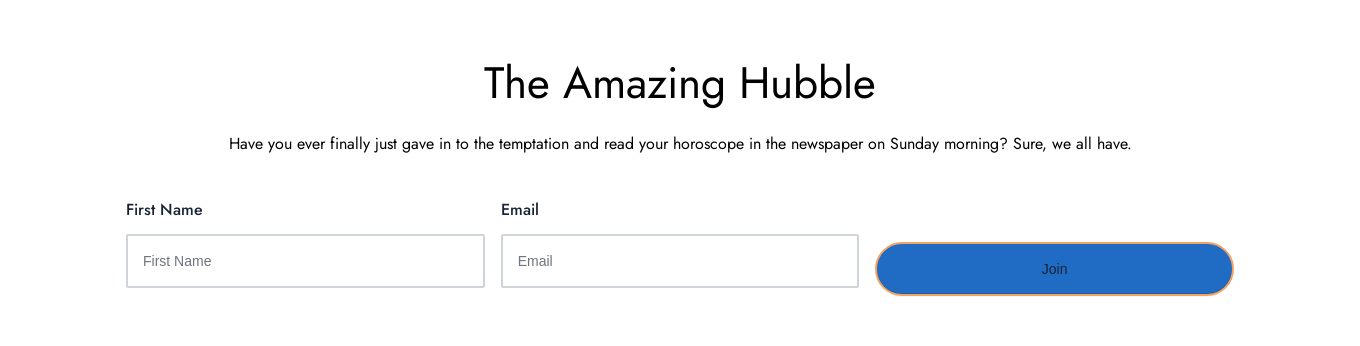 The Amazing Hubble
Have you ever finally just gave in to the temptation and read your horoscope in the newspaper on Sunday morning? Sure, we all have.
First Name
Email
First Name
Email
Join